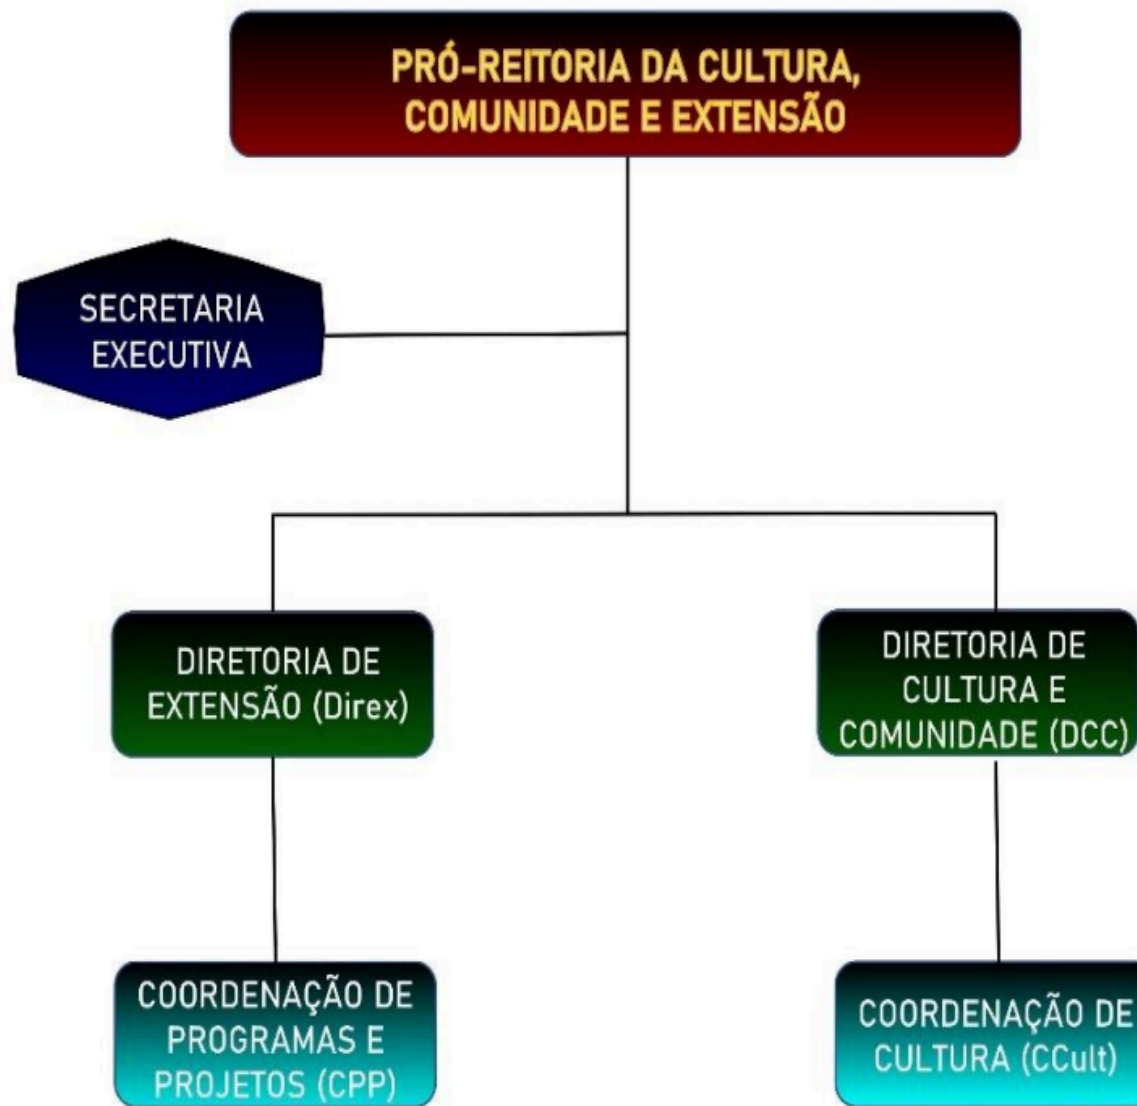 PRÓ-REITORIA DA CULTURA,
COMUNIDADE E EXTENSÃO
SECRETARIA
EXECUTIVA
DIRETORIA DE
EXTENSÃO (Direx)
DIRETORIA DE
CULTURA E
COMUNIDADE (DCC)
COORDENAÇÃO DE
PROGRAMAS E
PROJETOS (CPP)
COORDENAÇÃO DE
CULTURA (CCult)